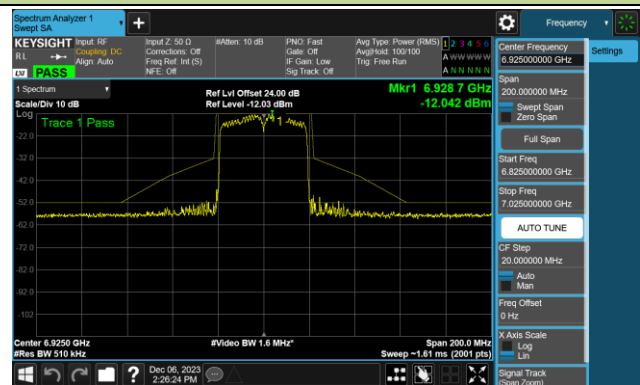 Spectrum Analyzer 1
Swept SA
Frequency
KEYSIGHT
RL
LXI
PASS
Input: RF
Coupling: DC
Align: Auto
Input Z: 50 Ω
Corrections: Off
Freq Ref: Int (S)
NFE: Off
#Atten: 10 dB
PNO: Fast
Gate: Off
IF Gain: Low
Sig Track: Off
Avg Type: Power (RMS)
Avg|Hold: 100/100
Trig: Free Run
1 2 3 4 5 6
A W W W W W
A N N N N N
1 Spectrum
Scale/Div 10 dB
Ref Lvl Offset 24.00 dB
Ref Level -12.03 dBm
Mkr1 6.928 7 GHz
-12.042 dBm
Log
Trace 1 Pass
1
-22.0
-32.0
-42.0
-52.0
-62.0
-72.0
-82.0
-92.0
-102
Center 6.9250 GHz
#Res BW 510 kHz
#Video BW 1.6 MHz*
Span 200.0 MHz
Sweep ~1.61 ms (2001 pts)
Center Frequency
6.925000000 GHz
Settings
Span
200.000000 MHz
Swept Span
Zero Span
Full Span
Start Freq
6.825000000 GHz
Stop Freq
7.025000000 GHz
AUTO TUNE
CF Step
20.000000 MHz
Auto
Man
Freq Offset
0 Hz
X Axis Scale
Log
Lin
Signal Track
(Span Zoom)
Dec 06, 2023
2:26:24 PM